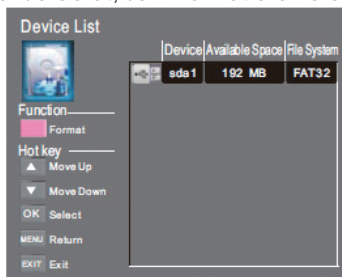 Device List
Device Available Space File System
sda1 192 MB FAT32
Function
Format
Hot key
Move Up
Move Down
OK Select
MENU Return
EXIT Exit